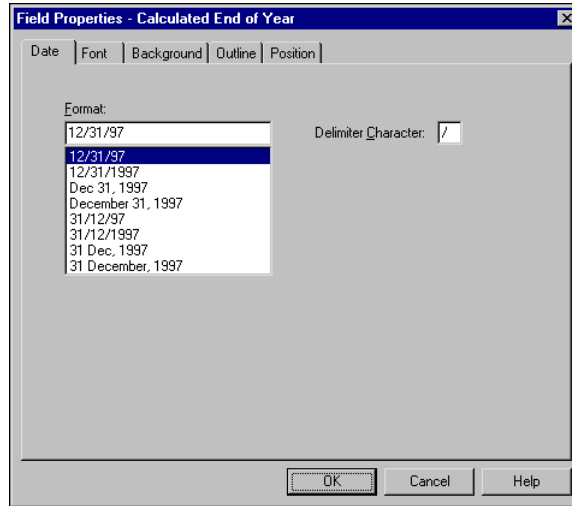 Field Properties - Calculated End of Year
Date Font Background Outline Position
Format:
12/31/97 Delimiter Character: /
12/31/97
12/31/1997
Dec 31, 1997
December 31, 1997
31/12/97
31/12/1997
31 Dec, 1997
31 December, 1997
OK Cancel Help